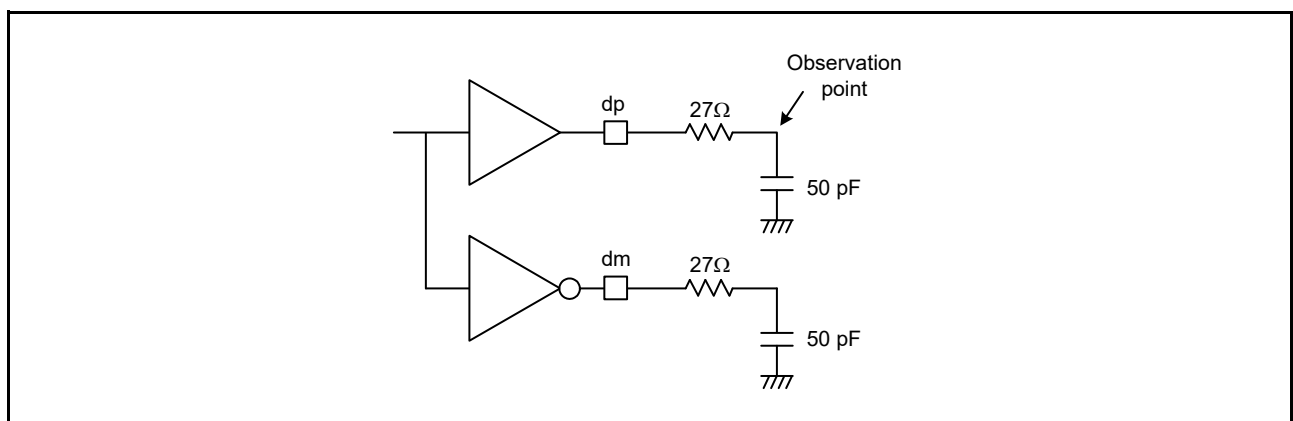 Observation
point
dp
27Ω
50 pF
dm
27Ω
50 pF